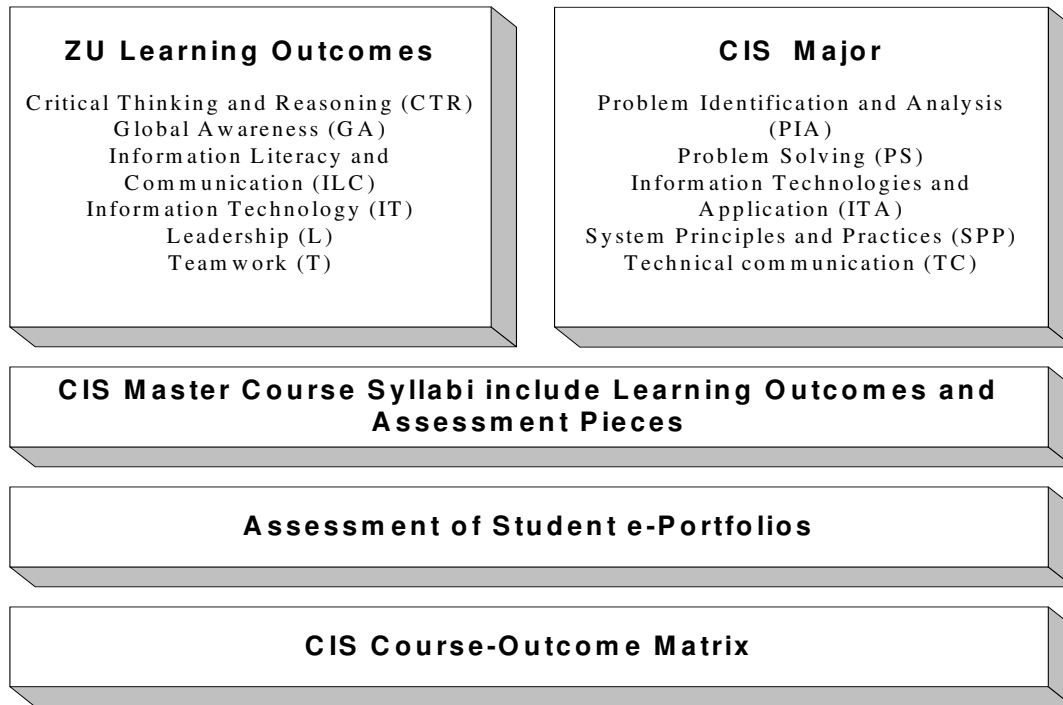 ZU Learning Outcomes
Critical Thinking and Reasoning (CTR)
Global Awareness (GA)
Information Literacy and
Communication (ILC)
Information Technology (IT)
Leadership (L)
Teamwork (T)
CIS Major
Problem Identification and Analysis
(PIA)
Problem Solving (PS)
Information Technologies and
Application (ITA)
System Principles and Practices (SPP)
Technical communication (TC)
CIS Master Course Syllabi include Learning Outcomes and
Assessment Pieces
Assessment of Student e-Portfolios
CIS Course-Outcome Matrix